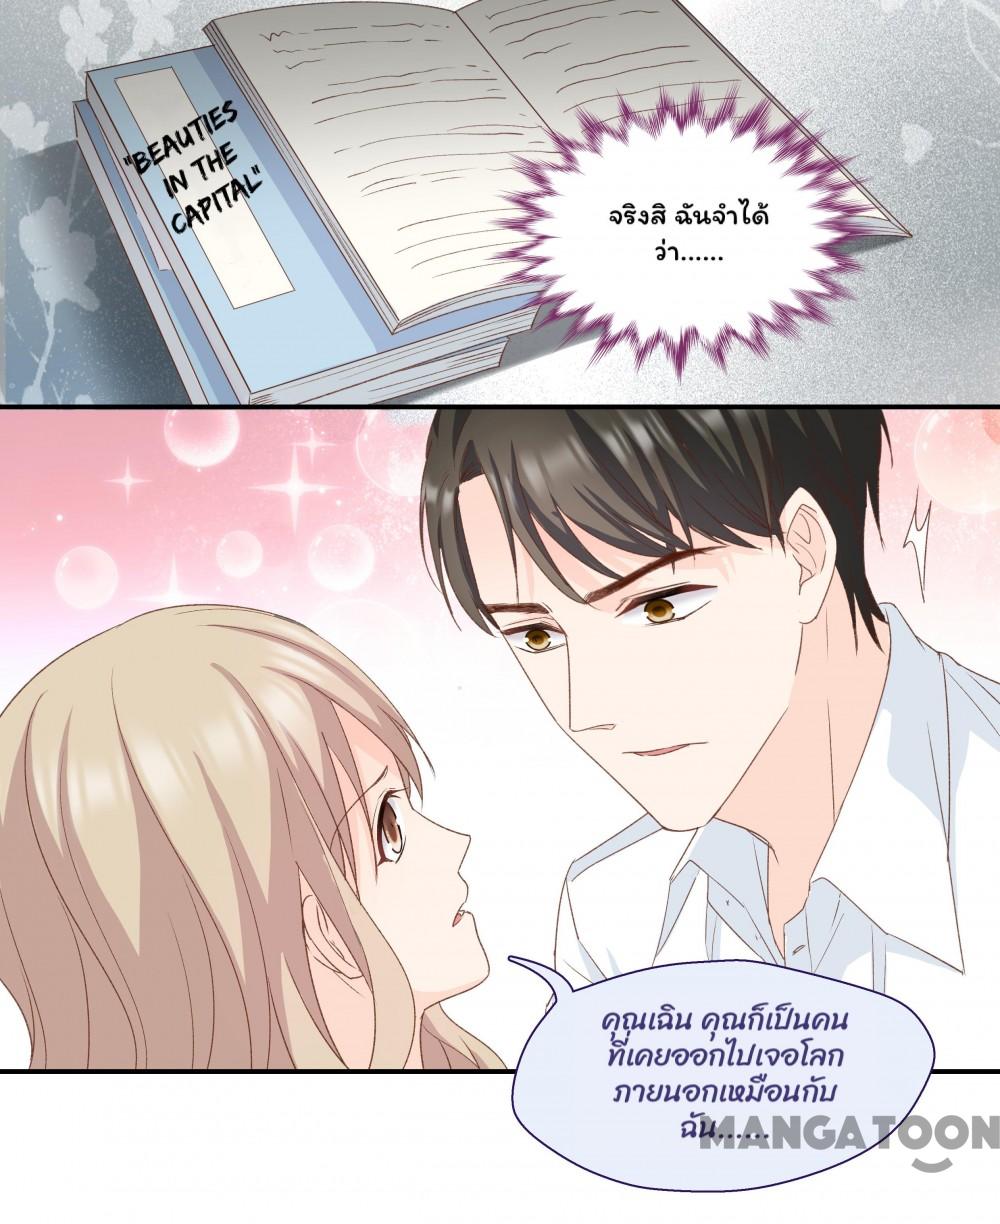 "BEAUTIES
IN THE
CAPITAL"
จริงสิ ฉันจำได้
ว่า......
คุณเฉิน คุณก็เป็นคน
ที่เคยออกไปเจอโลก
ภายนอกเหมือนกับ
ฉัน......
MANGATOON